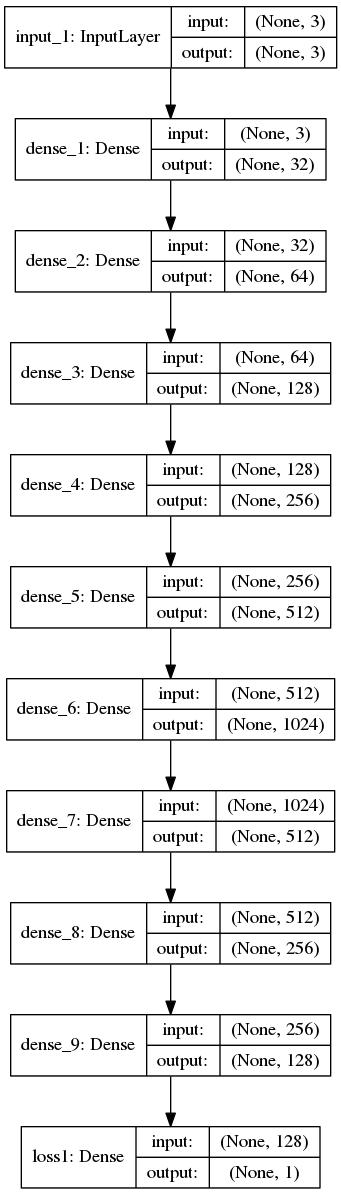 input_1: InputLayer
input: (None, 3)
output: (None, 3)
dense_1: Dense
input: (None, 3)
output: (None, 32)
dense_2: Dense
input: (None, 32)
output: (None, 64)
dense_3: Dense
input: (None, 64)
output: (None, 128)
dense_4: Dense
input: (None, 128)
output: (None, 256)
dense_5: Dense
input: (None, 256)
output: (None, 512)
dense_6: Dense
input: (None, 512)
output: (None, 1024)
dense_7: Dense
input: (None, 1024)
output: (None, 512)
dense_8: Dense
input: (None, 512)
output: (None, 256)
dense_9: Dense
input: (None, 256)
output: (None, 128)
loss1: Dense
input: (None, 128)
output: (None, 1)